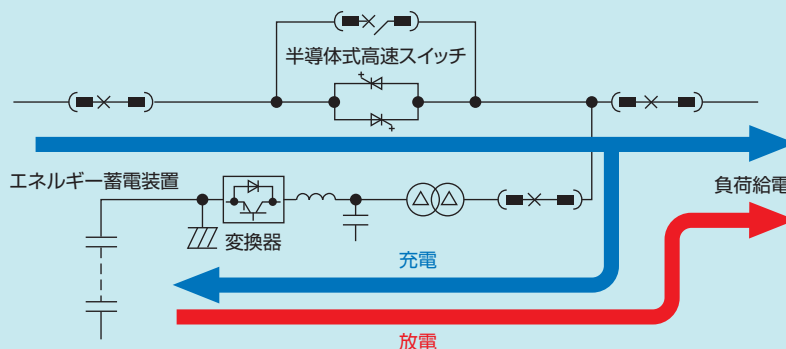 半導体式高速スイッチ
エネルギー蓄電装置
負荷給電
変換器
充電
放電